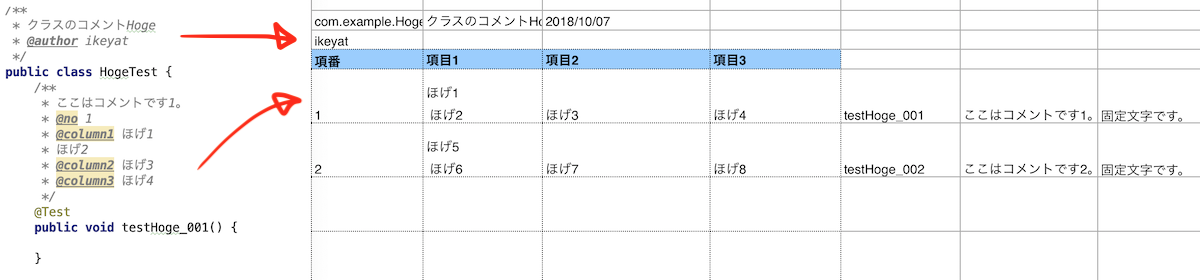 /**
* クラスのコメントHoge
* @author ikeyat
*/
public class HogeTest {
/**
* ここはコメントです1。
* @no 1
* @column1 ほげ1
* ほげ2
* @column2 ほげ3
* @column3 ほげ4
*/
@Test
public void testHoge_001() {
}
com.example.Hoge クラスのコメントHo 2018/10/07
ikeyat
項番 項目1 項目2 項目3
ほげ1
1 ほげ2 ほげ3 ほげ4 testHoge_001 ここはコメントです1。 固定文字です。
ほげ5
2 ほげ6 ほげ7 ほげ8 testHoge_002 ここはコメントです2。 固定文字です。